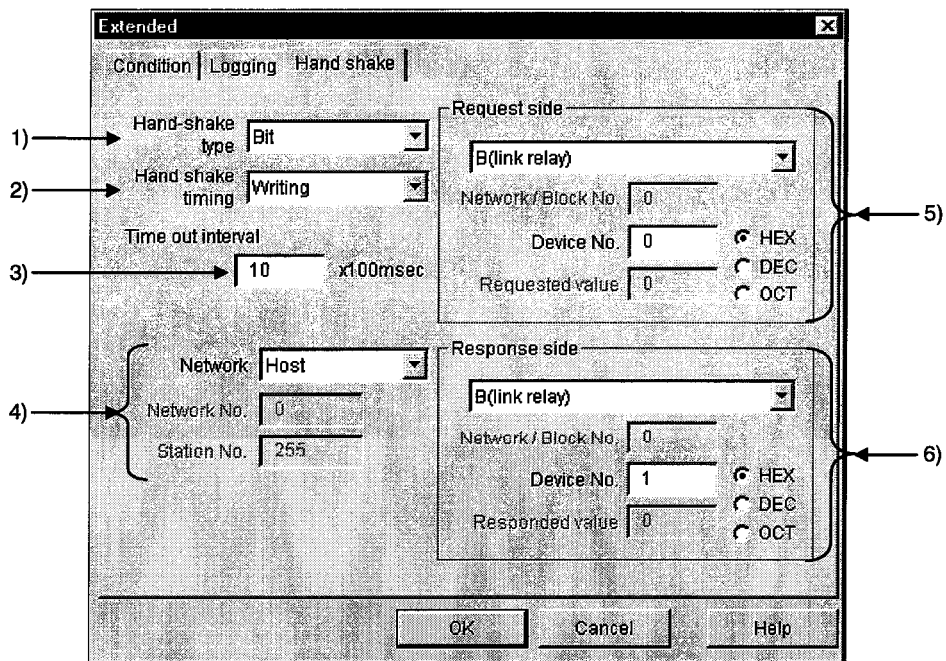 Extended
Condition Logging Hand shake
1)
Hand-shake
type
Bit
2)
Hand shake
timing
Writing
Time out interval
3)
10 x100msec
4)
Network Host
Network No. 0
Station No. 255
Request side
B(link relay)
Network / Block No. 0
Device No. 0
Requested value 0
HEX
DEC
OCT
5)
Response side
B(link relay)
Network / Block No. 0
Device No. 1
Responded value 0
HEX
DEC
OCT
6)
OK Cancel Help